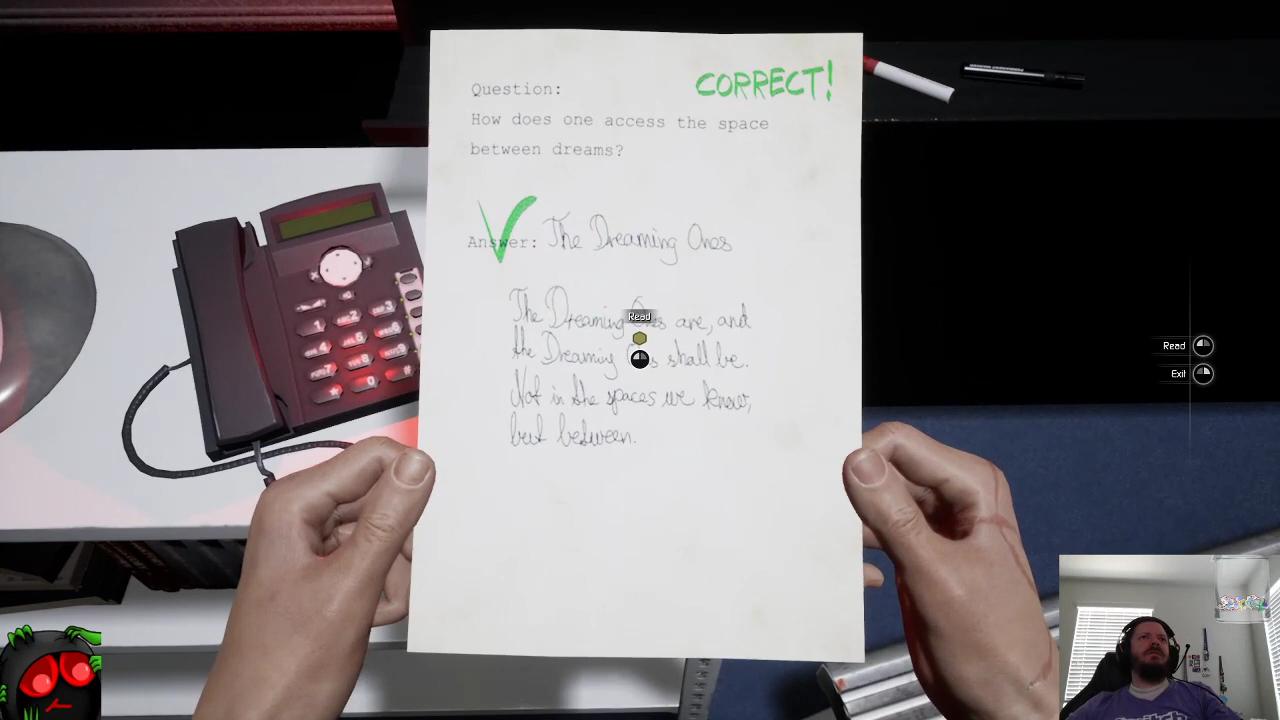 CORRECT!
Question:
How does one access the space
between dreams?
Answer: The Dreaming Ones
The Dreaming Ones are, and
the Dreaming Ones shall be.
Not in the spaces we know,
but between.
Read
Read
Exit